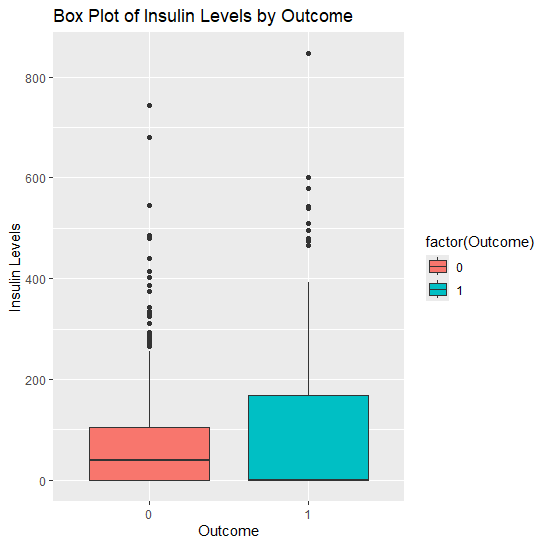 Box Plot of Insulin Levels by Outcome
800
600
400
200
0
Insulin Levels
0
1
Outcome
factor(Outcome)
0
1